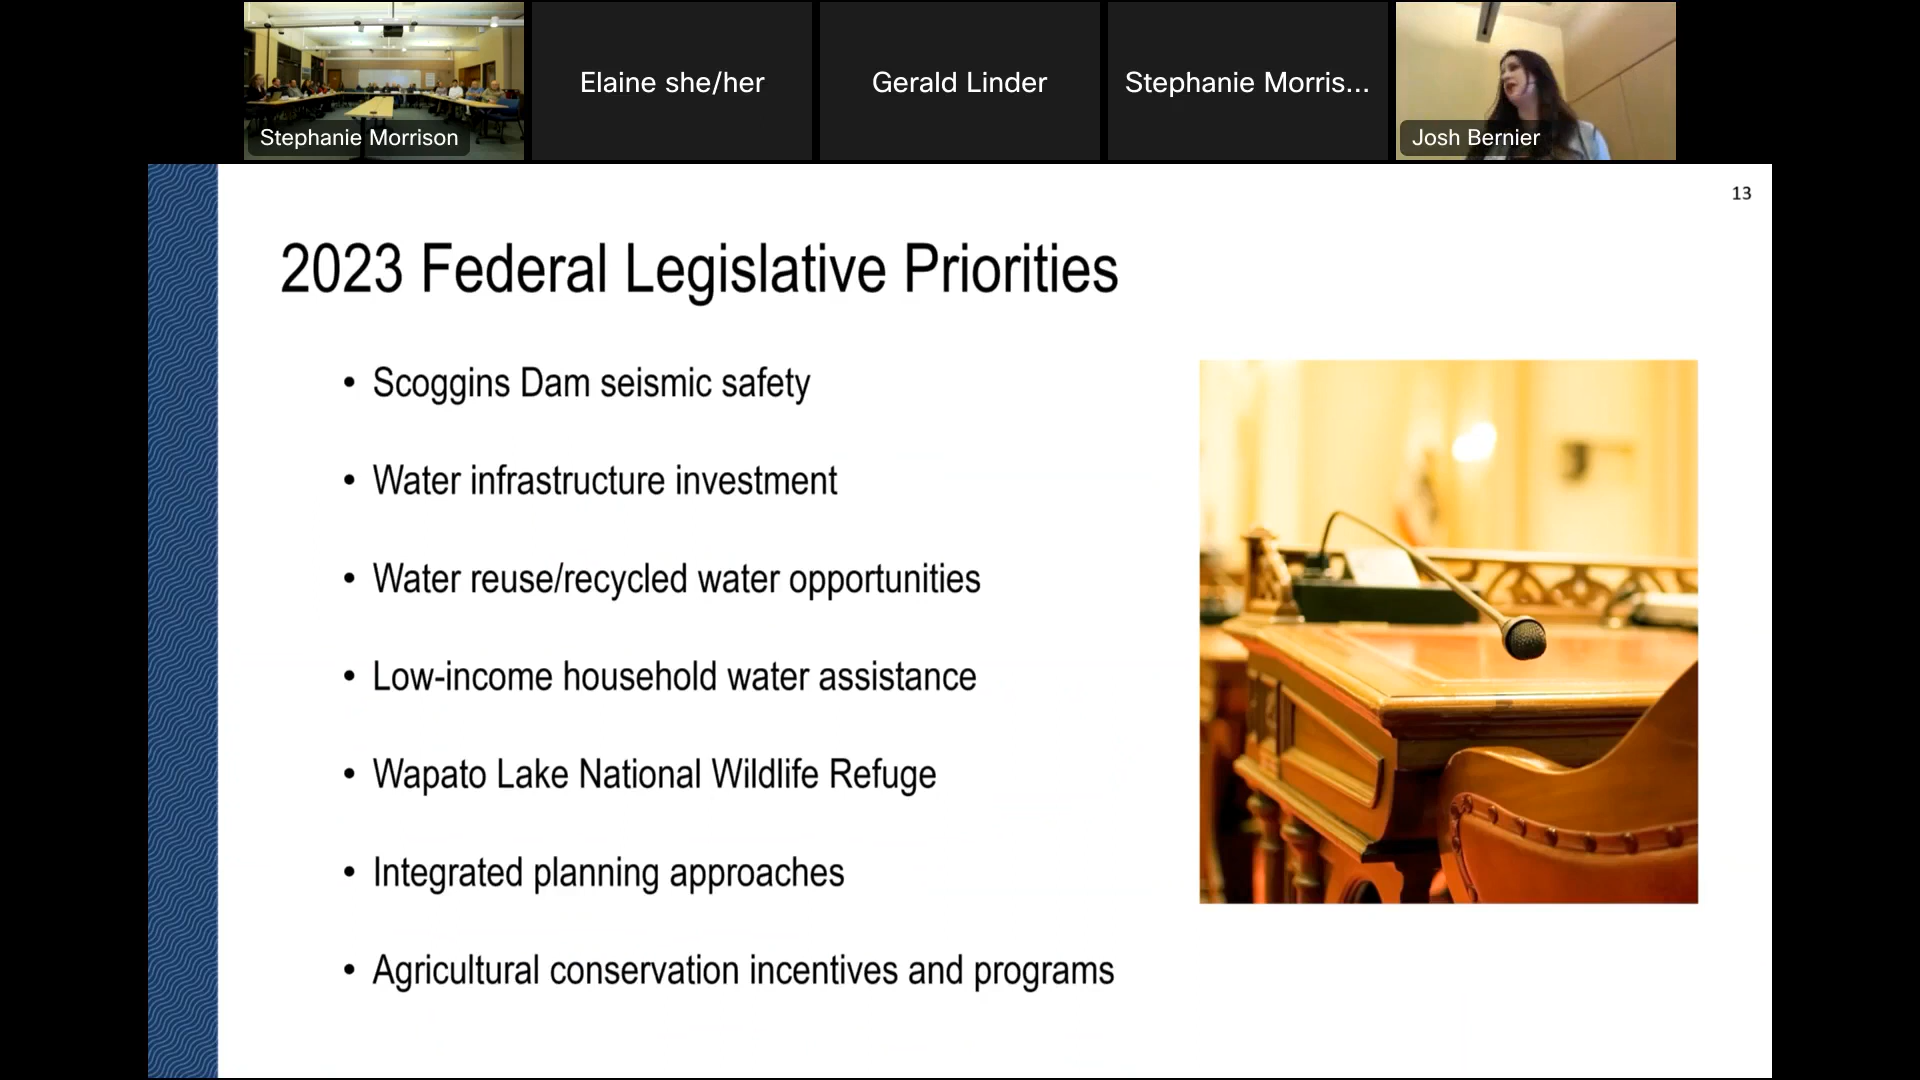 Stephanie Morrison
Elaine she/her
Gerald Linder
Stephanie Morris...
Josh Bernier
13
2023 Federal Legislative Priorities
• Scoggins Dam seismic safety
• Water infrastructure investment
• Water reuse/recycled water opportunities
• Low-income household water assistance
• Wapato Lake National Wildlife Refuge
• Integrated planning approaches
• Agricultural conservation incentives and programs